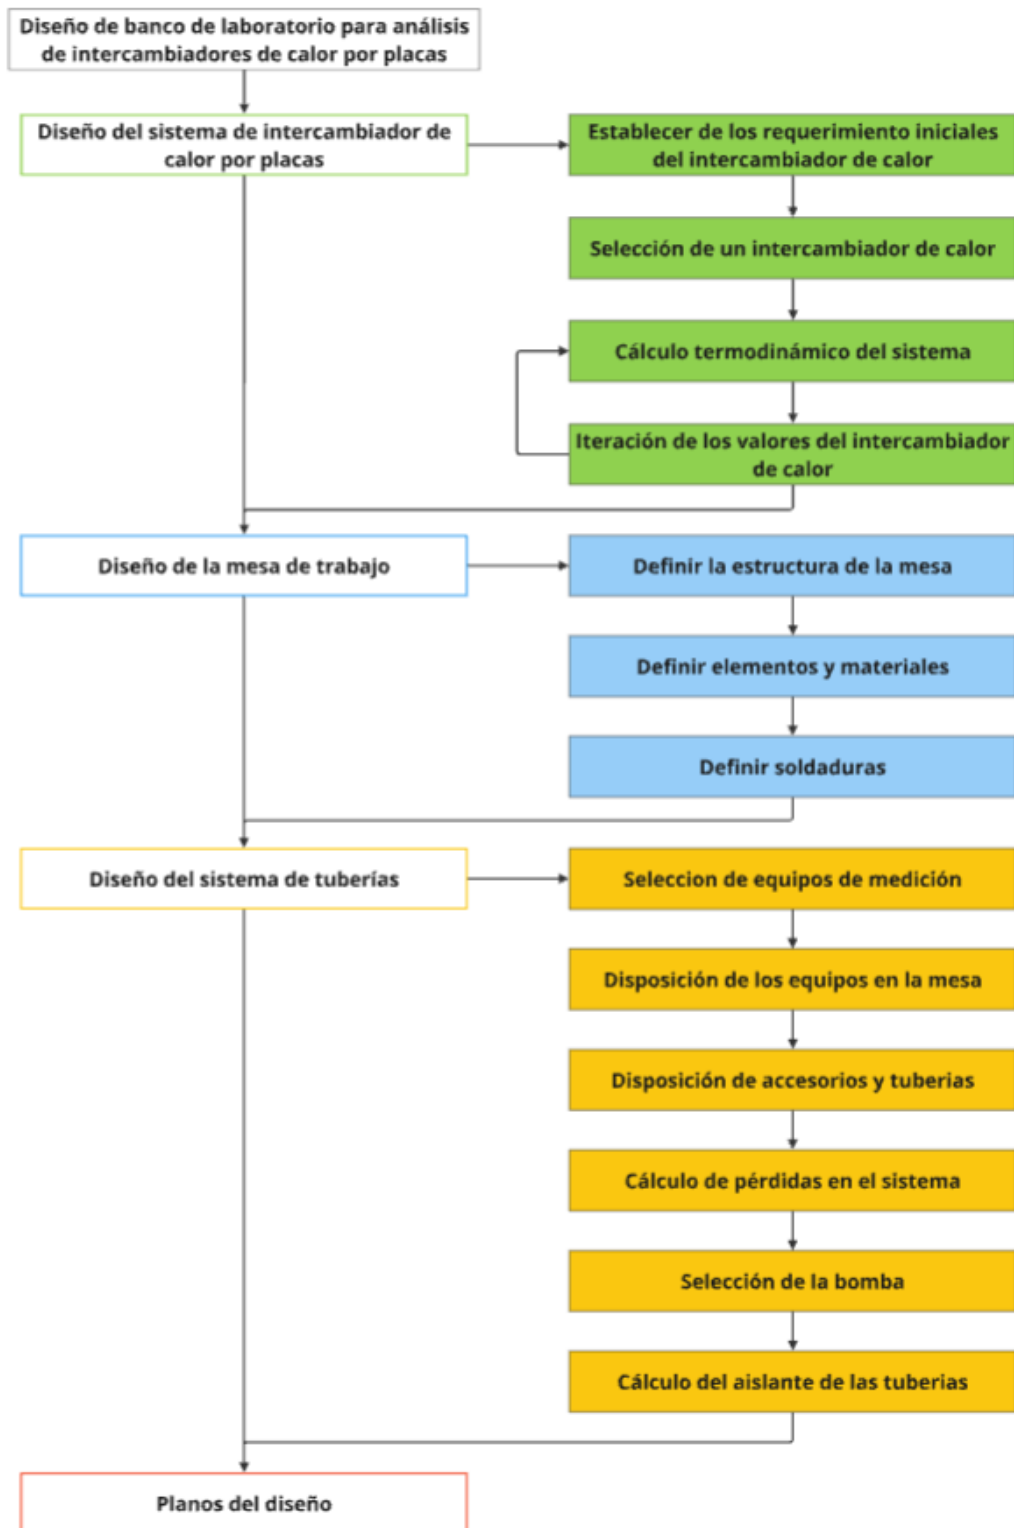 Diseño de banco de laboratorio para análisis
de intercambiadores de calor por placas
Diseño del sistema de intercambiador de
calor por placas
Establecer de los requerimiento iniciales
del intercambiador de calor
Selección de un intercambiador de calor
Cálculo termodinámico del sistema
Iteración de los valores del intercambiador
de calor
Diseño de la mesa de trabajo
Definir la estructura de la mesa
Definir elementos y materiales
Definir soldaduras
Diseño del sistema de tuberías
Seleccion de equipos de medición
Disposición de los equipos en la mesa
Disposición de accesorios y tuberias
Cálculo de pérdidas en el sistema
Selección de la bomba
Cálculo del aislante de las tuberias
Planos del diseño